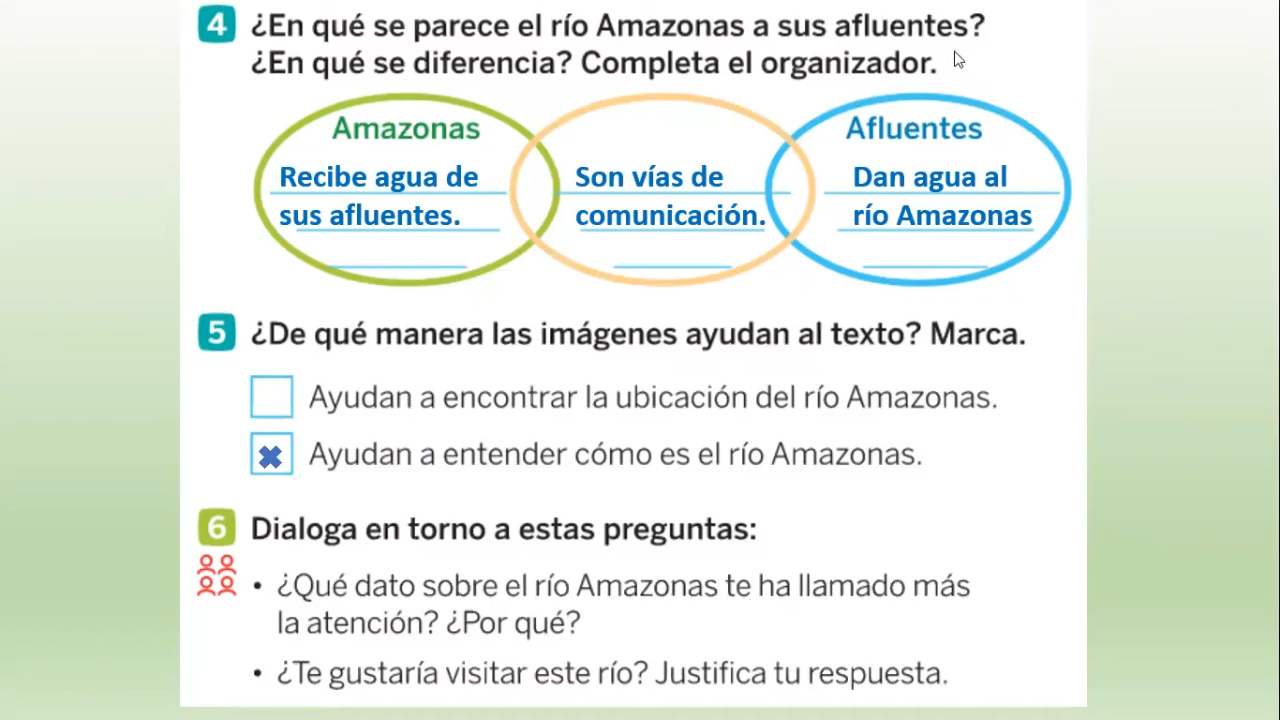 4 ¿En qué se parece el río Amazonas a sus afluentes?
¿En qué se diferencia? Completa el organizador.
Amazonas
Recibe agua de
sus afluentes.
Son vías de
comunicación.
Afluentes
Dan agua al
río Amazonas
5 ¿De qué manera las imágenes ayudan al texto? Marca.
Ayudan a encontrar la ubicación del río Amazonas.
Ayudan a entender cómo es el río Amazonas.
6 Dialoga en torno a estas preguntas:
• ¿Qué dato sobre el río Amazonas te ha llamado más
la atención? ¿Por qué?
• ¿Te gustaría visitar este río? Justifica tu respuesta.